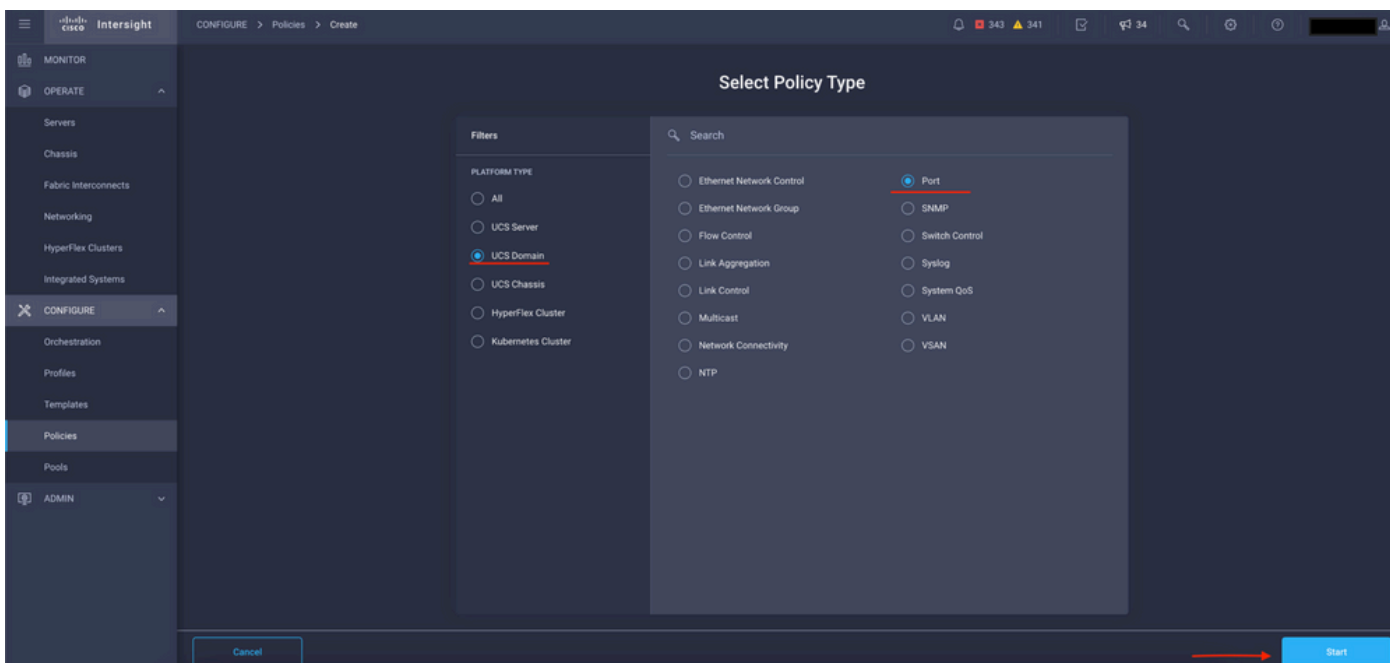 cisco Intersight
CONFIGURE > Policies > Create
343 341
34
MONITOR
OPERATE
Servers
Chassis
Fabric Interconnects
Networking
HyperFlex Clusters
Integrated Systems
CONFIGURE
Orchestration
Profiles
Templates
Policies
Pools
ADMIN
Select Policy Type
Filters
PLATFORM TYPE
All
UCS Server
UCS Domain
UCS Chassis
HyperFlex Cluster
Kubernetes Cluster
Search
Ethernet Network Control
Ethernet Network Group
Flow Control
Link Aggregation
Link Control
Multicast
Network Connectivity
NTP
Port
SNMP
Switch Control
Syslog
System QoS
VLAN
VSAN
Cancel
Start